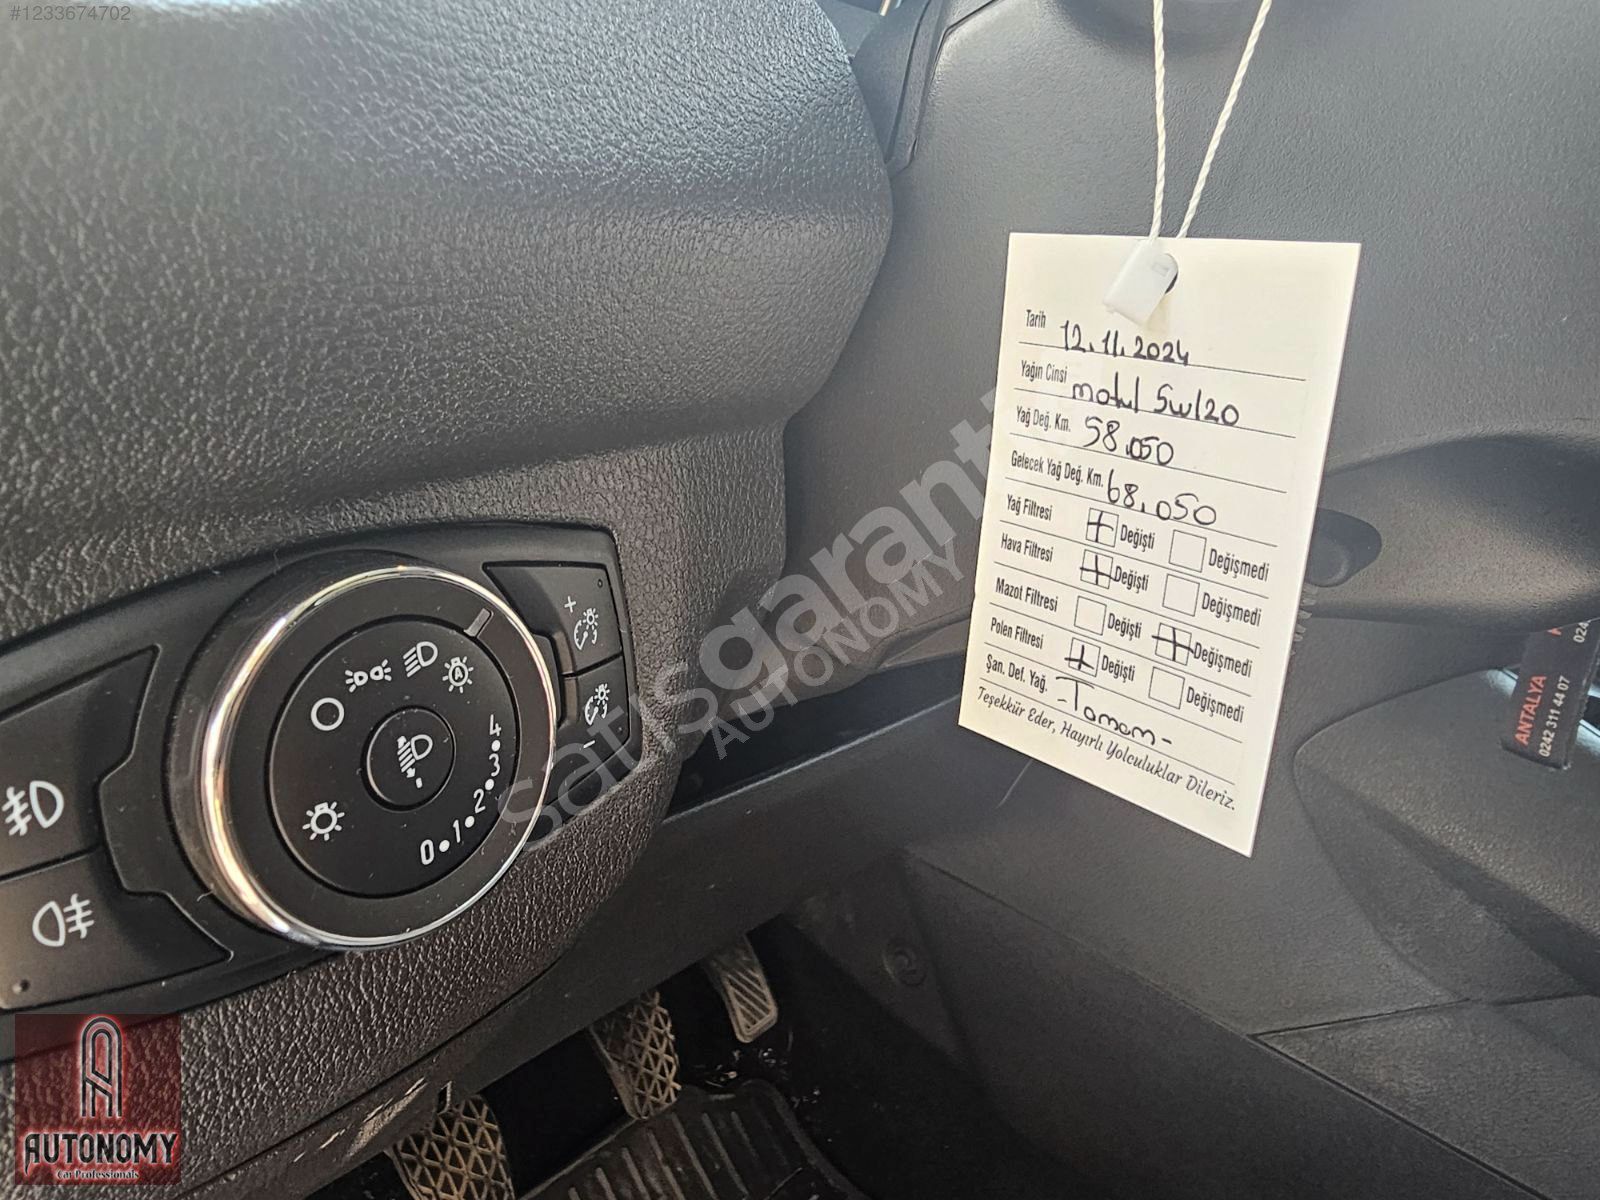 #1233674702
Tarih 12.11.2024
Yağın Cinsi motul 5w/20
Yağ Değ. Km. 58.050
Gelecek Yağ Değ. Km. 68.050
Yağ Filtresi Değişti Değişmedi
Hava Filtresi Değişti Değişmedi
Mazot Filtresi Değişti Değişmedi
Polen Filtresi Değişti Değişmedi
Şan. Def. Yağ. -Tamam-
Teşekkür Eder, Hayırlı Yolculuklar Dileriz.
satışgaranti
AUTONOMY
4
3
2
1
0
+
-
A
ANTALYA
0242 311 44 07
AUTONOMY
Car Professionals